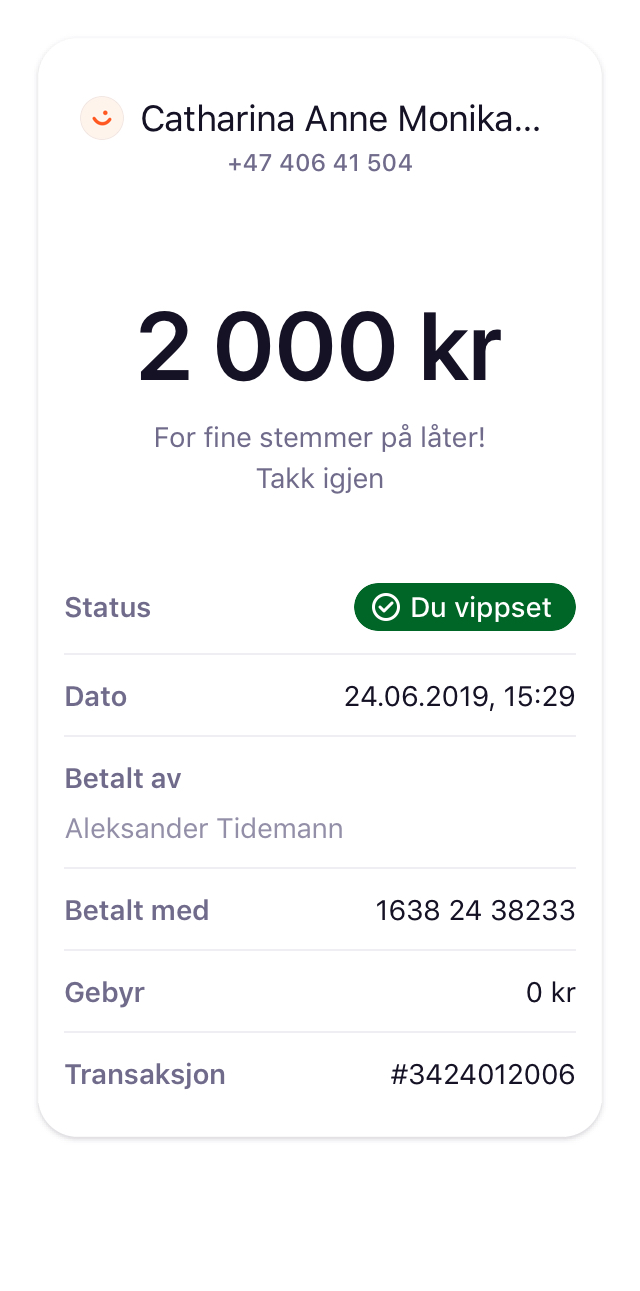 Catharina Anne Monika...
+47 406 41 504
2 000 kr
For fine stemmer på låter!
Takk igjen
Status Du vippset
Dato 24.06.2019, 15:29
Betalt av
Aleksander Tidemann
Betalt med 1638 24 38233
Gebyr 0 kr
Transaksjon #3424012006